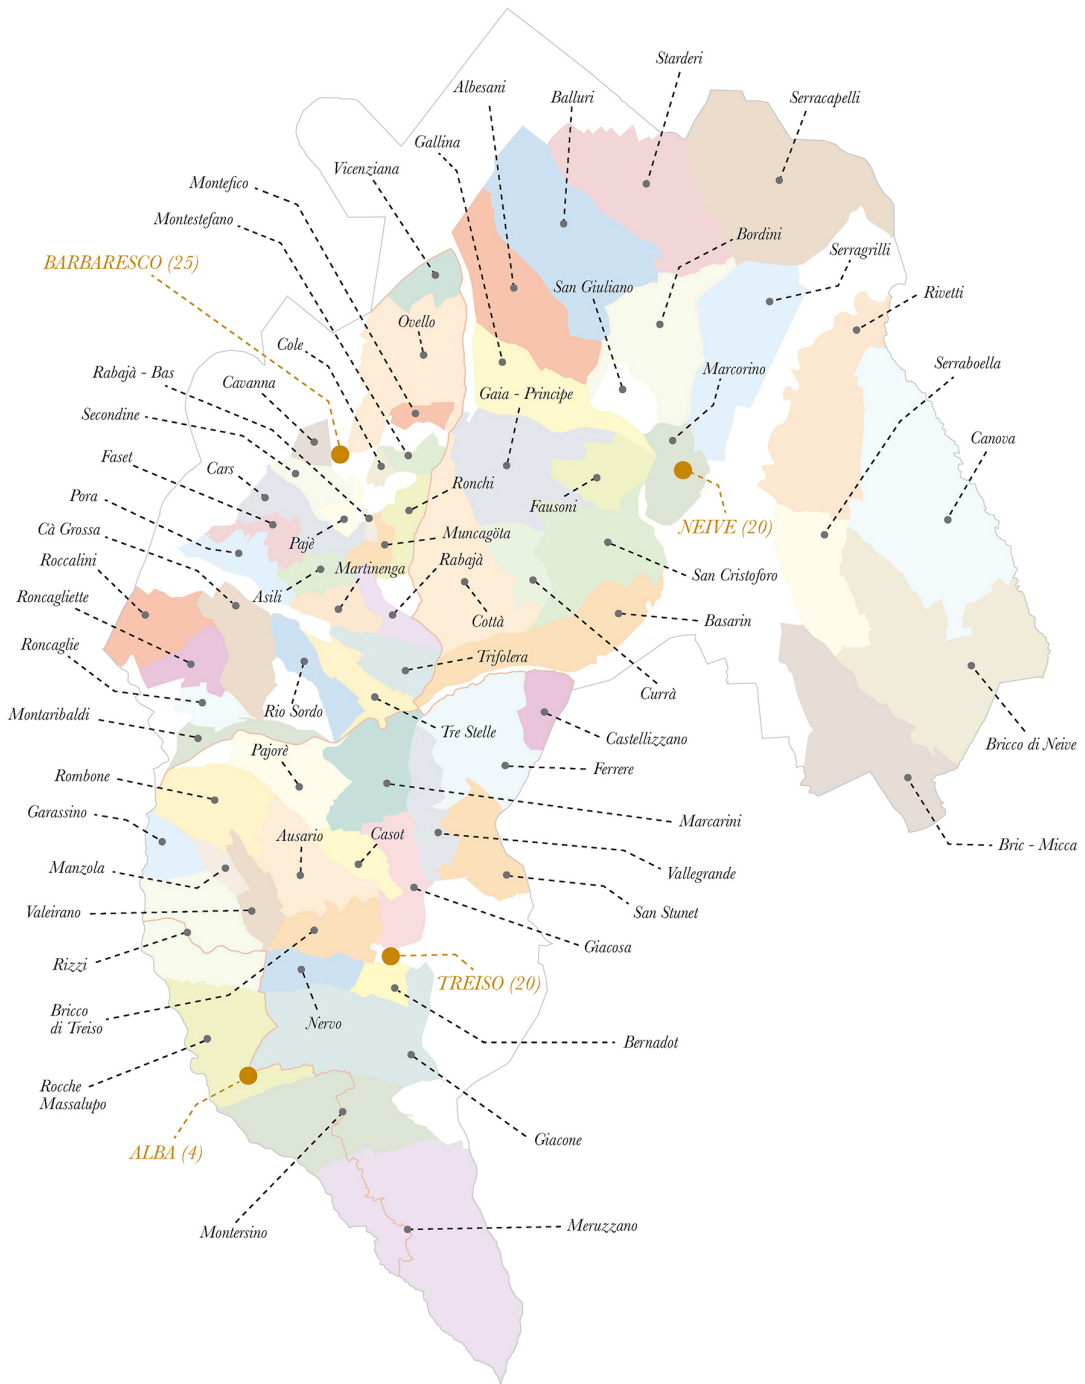 Starderi
Albesani
Balluri
Serracapelli
Gallina
Vicenziana
Montefico
Montestefano
Bordini
Serragrilli
BARBARESCO (25)
San Giuliano
Rivetti
Ovello
Cole
Serraboella
Rabajà - Bas
Marcorino
Cavanna
Gaia - Principe
Secondine
Canova
Faset
Cars
Ronchi
Pora
Fausoni
Cà Grossa
NEIVE (20)
Pajè
Muncagöta
Roccalini
Martinenga
Rabajà
San Cristoforo
Roncagliette
Asili
Cottà
Basarin
Roncaglie
Trifolera
Currà
Montaribaldi
Rio Sordo
Tre Stelle
Castellizzano
Bricco di Neive
Pajorè
Ferrere
Rombone
Garassino
Marcarini
Ausario
Casot
Bric - Micca
Manzola
Vallegrande
Valeirano
San Stunet
Giacosa
Rizzi
TREISO (20)
Bricco
di Treiso
Nervo
Bernadot
Rocche
Massalupo
Giacone
ALBA (4)
Montersino
Meruzzano